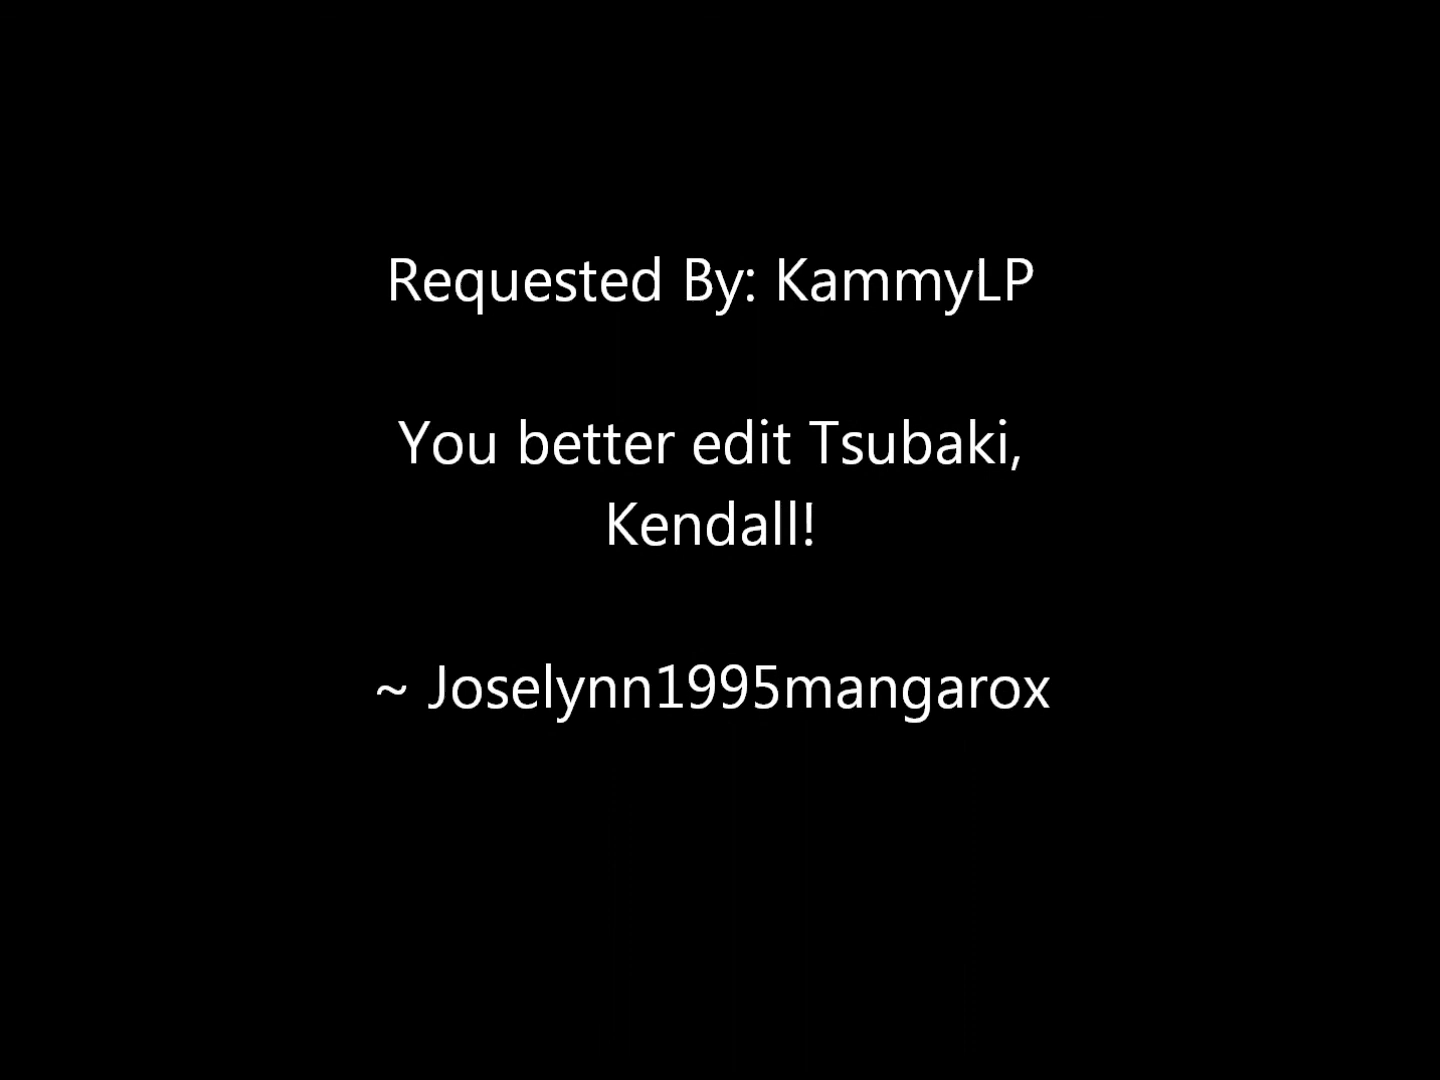 Requested By: KammyLP
You better edit Tsubaki,
Kendall!
~ Joselynn1995mangarox